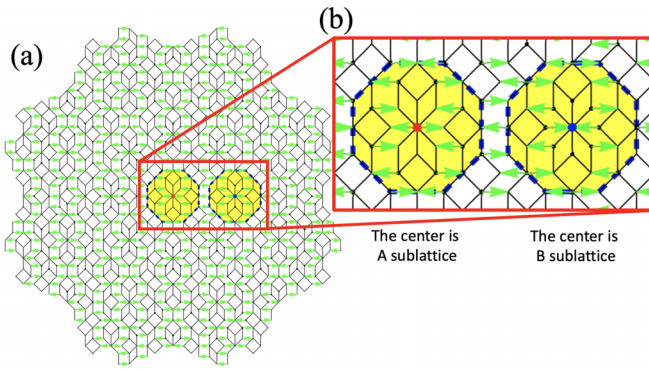 (a)
(b)
The center is
A sublattice
The center is
B sublattice